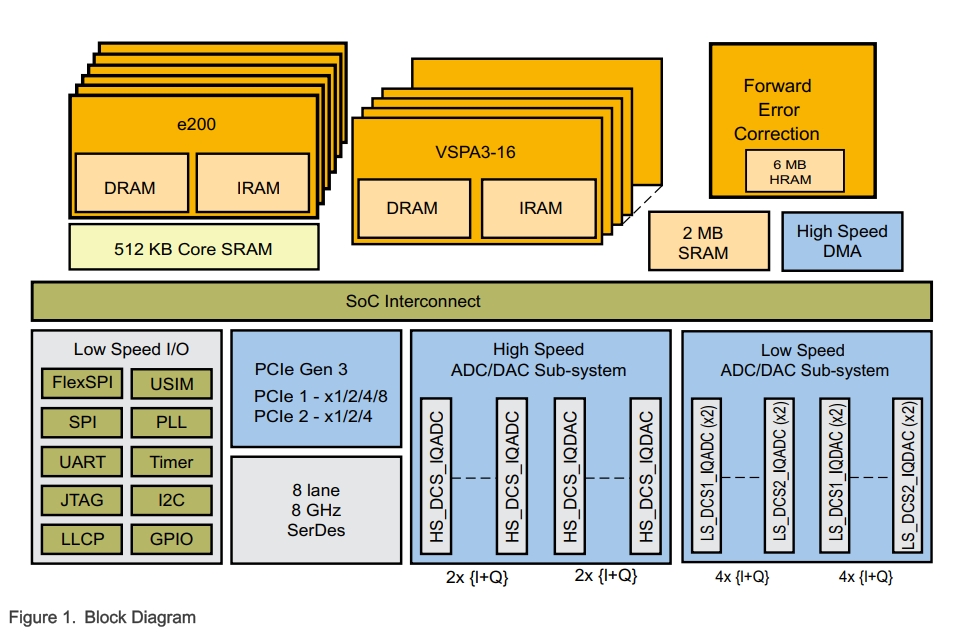 e200
DRAM
IRAM
512 KB Core SRAM
VSPA3-16
DRAM
IRAM
Forward
Error
Correction
6 MB
HRAM
2 MB
SRAM
High Speed
DMA
SoC Interconnect
Low Speed I/O
FlexSPI
USIM
SPI
PLL
UART
Timer
JTAG
I2C
LLCP
GPIO
PCIe Gen 3
PCIe 1 - x1/2/4/8
PCIe 2 - x1/2/4
8 lane
8 GHz
SerDes
High Speed
ADC/DAC Sub-system
HS_DCS_IQADC
HS_DCS_IQADC
HS_DCS_IQDAC
HS_DCS_IQDAC
2x {I+Q}
2x {I+Q}
Low Speed
ADC/DAC Sub-system
LS_DCS1_IQADC (x2)
LS_DCS2_IQADC (x2)
LS_DCS1_IQDAC (x2)
LS_DCS2_IQDAC (x2)
4x {I+Q}
4x {I+Q}
Figure 1. Block Diagram